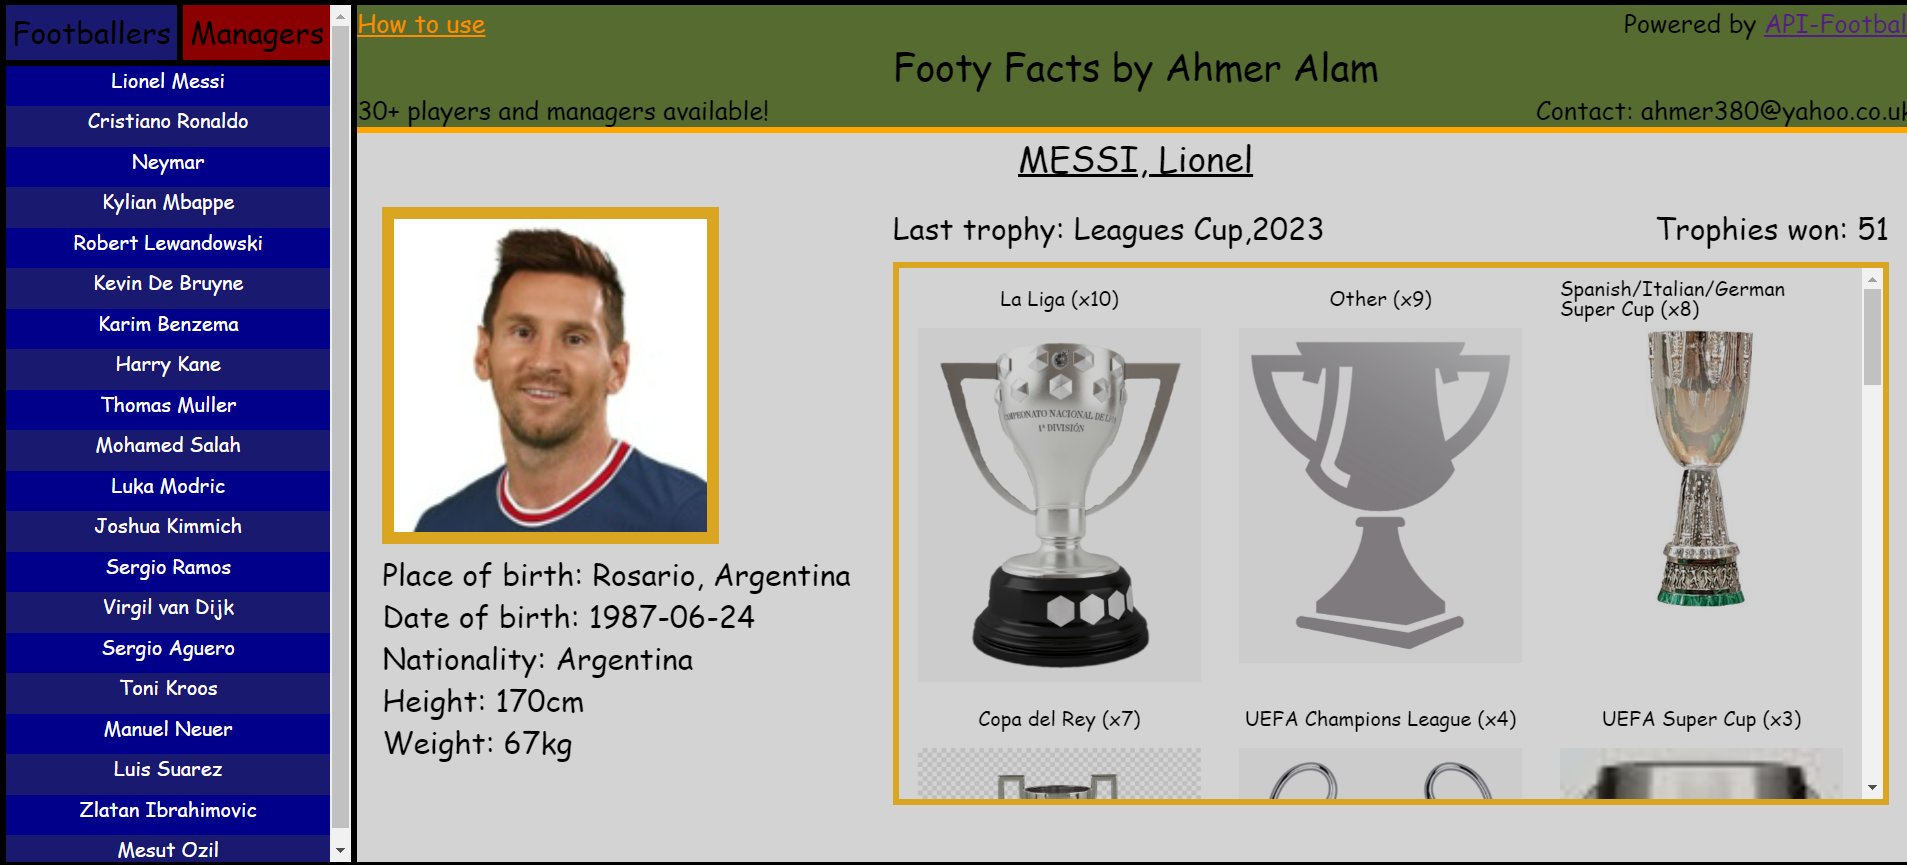 Footballers
Managers
Lionel Messi
Cristiano Ronaldo
Neymar
Kylian Mbappe
Robert Lewandowski
Kevin De Bruyne
Karim Benzema
Harry Kane
Thomas Muller
Mohamed Salah
Luka Modric
Joshua Kimmich
Sergio Ramos
Virgil van Dijk
Sergio Aguero
Toni Kroos
Manuel Neuer
Luis Suarez
Zlatan Ibrahimovic
Mesut Ozil
How to use
Powered by API-Footbal
Footy Facts by Ahmer Alam
30+ players and managers available!
Contact: ahmer380@yahoo.co.uk
MESSI, Lionel
Place of birth: Rosario, Argentina
Date of birth: 1987-06-24
Nationality: Argentina
Height: 170cm
Weight: 67kg
Last trophy: Leagues Cup,2023
Trophies won: 51
La Liga (x10)
CAMPEONATO NACIONAL DE L
1ª DIVISIÓN
Other (x9)
Spanish/Italian/German
Super Cup (x8)
Copa del Rey (x7)
UEFA Champions League (x4)
UEFA Super Cup (x3)